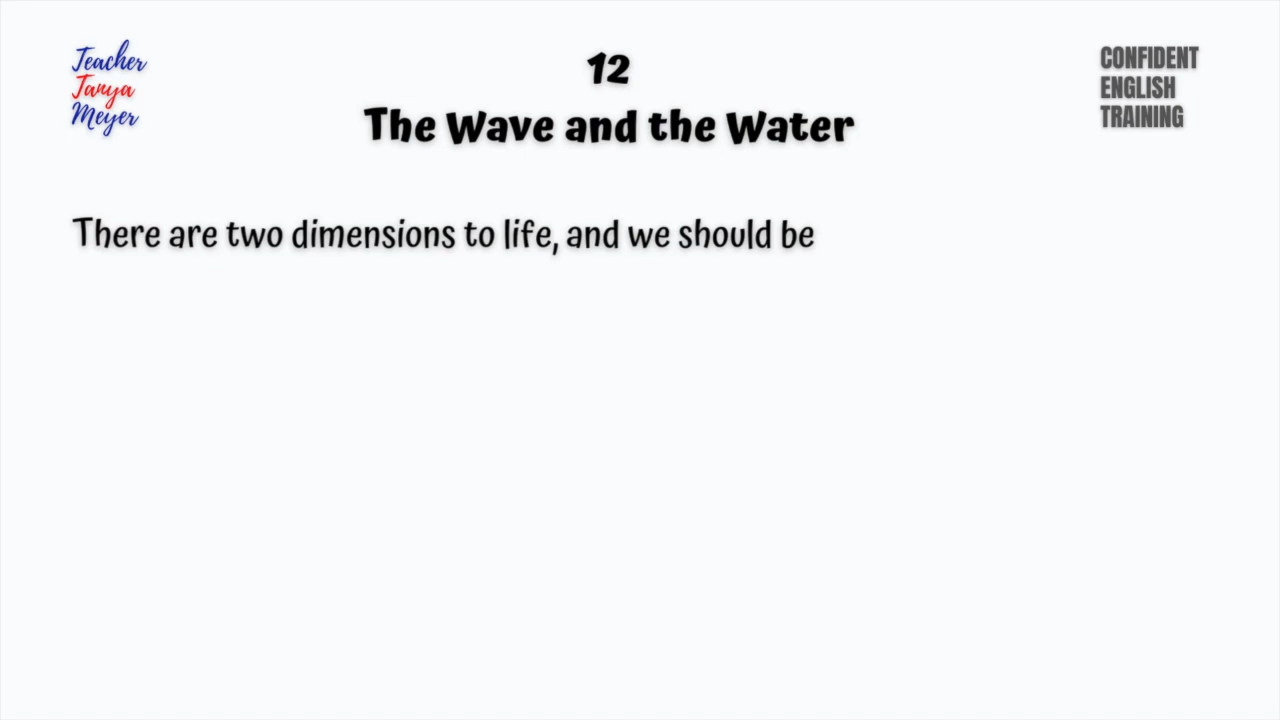 Teacher
Tanya
Meyer
12
The Wave and the Water
CONFIDENT
ENGLISH
TRAINING
There are two dimensions to life, and we should be